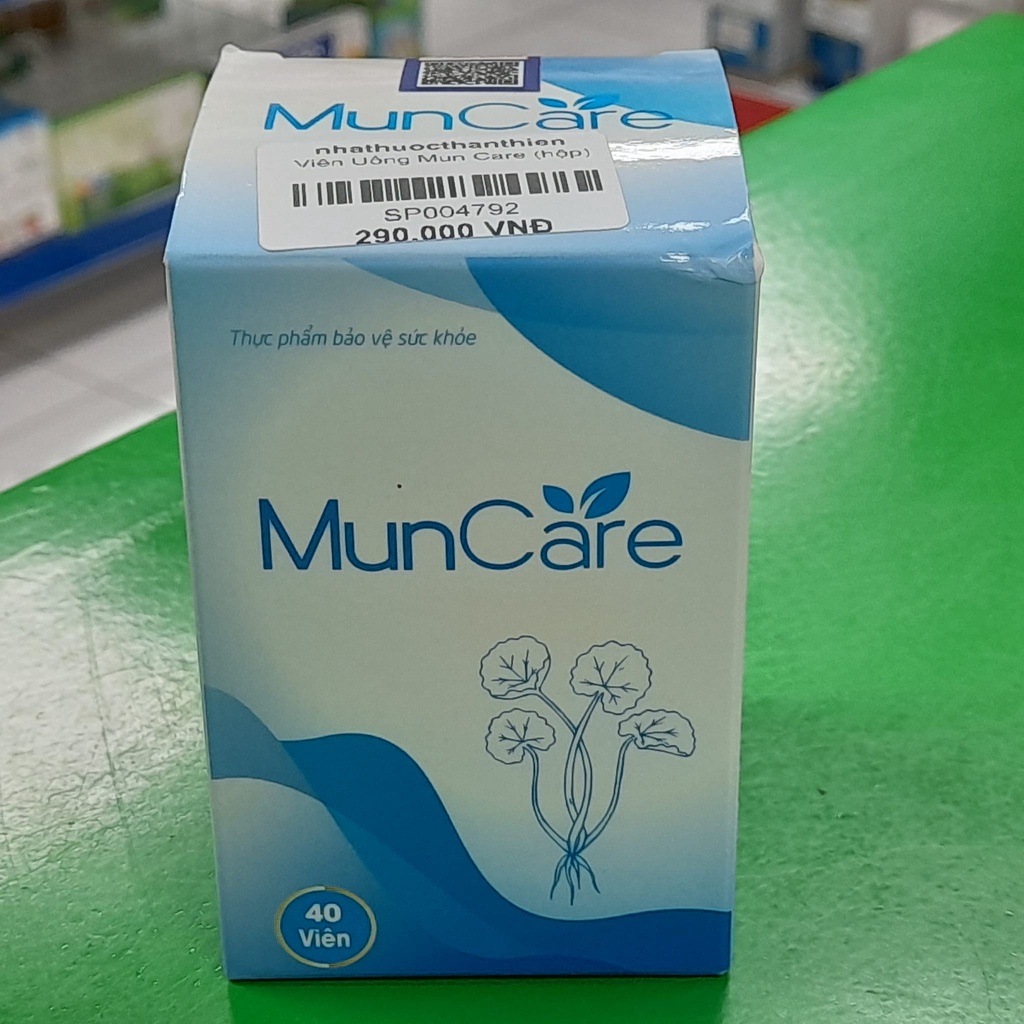 MunCare
nhathuocthanthien
Viên Uông Mun Care (hộp)
SP004792
290.000 VNĐ
Thực phẩm bảo vệ sức khỏe
MunCare
40
Viên